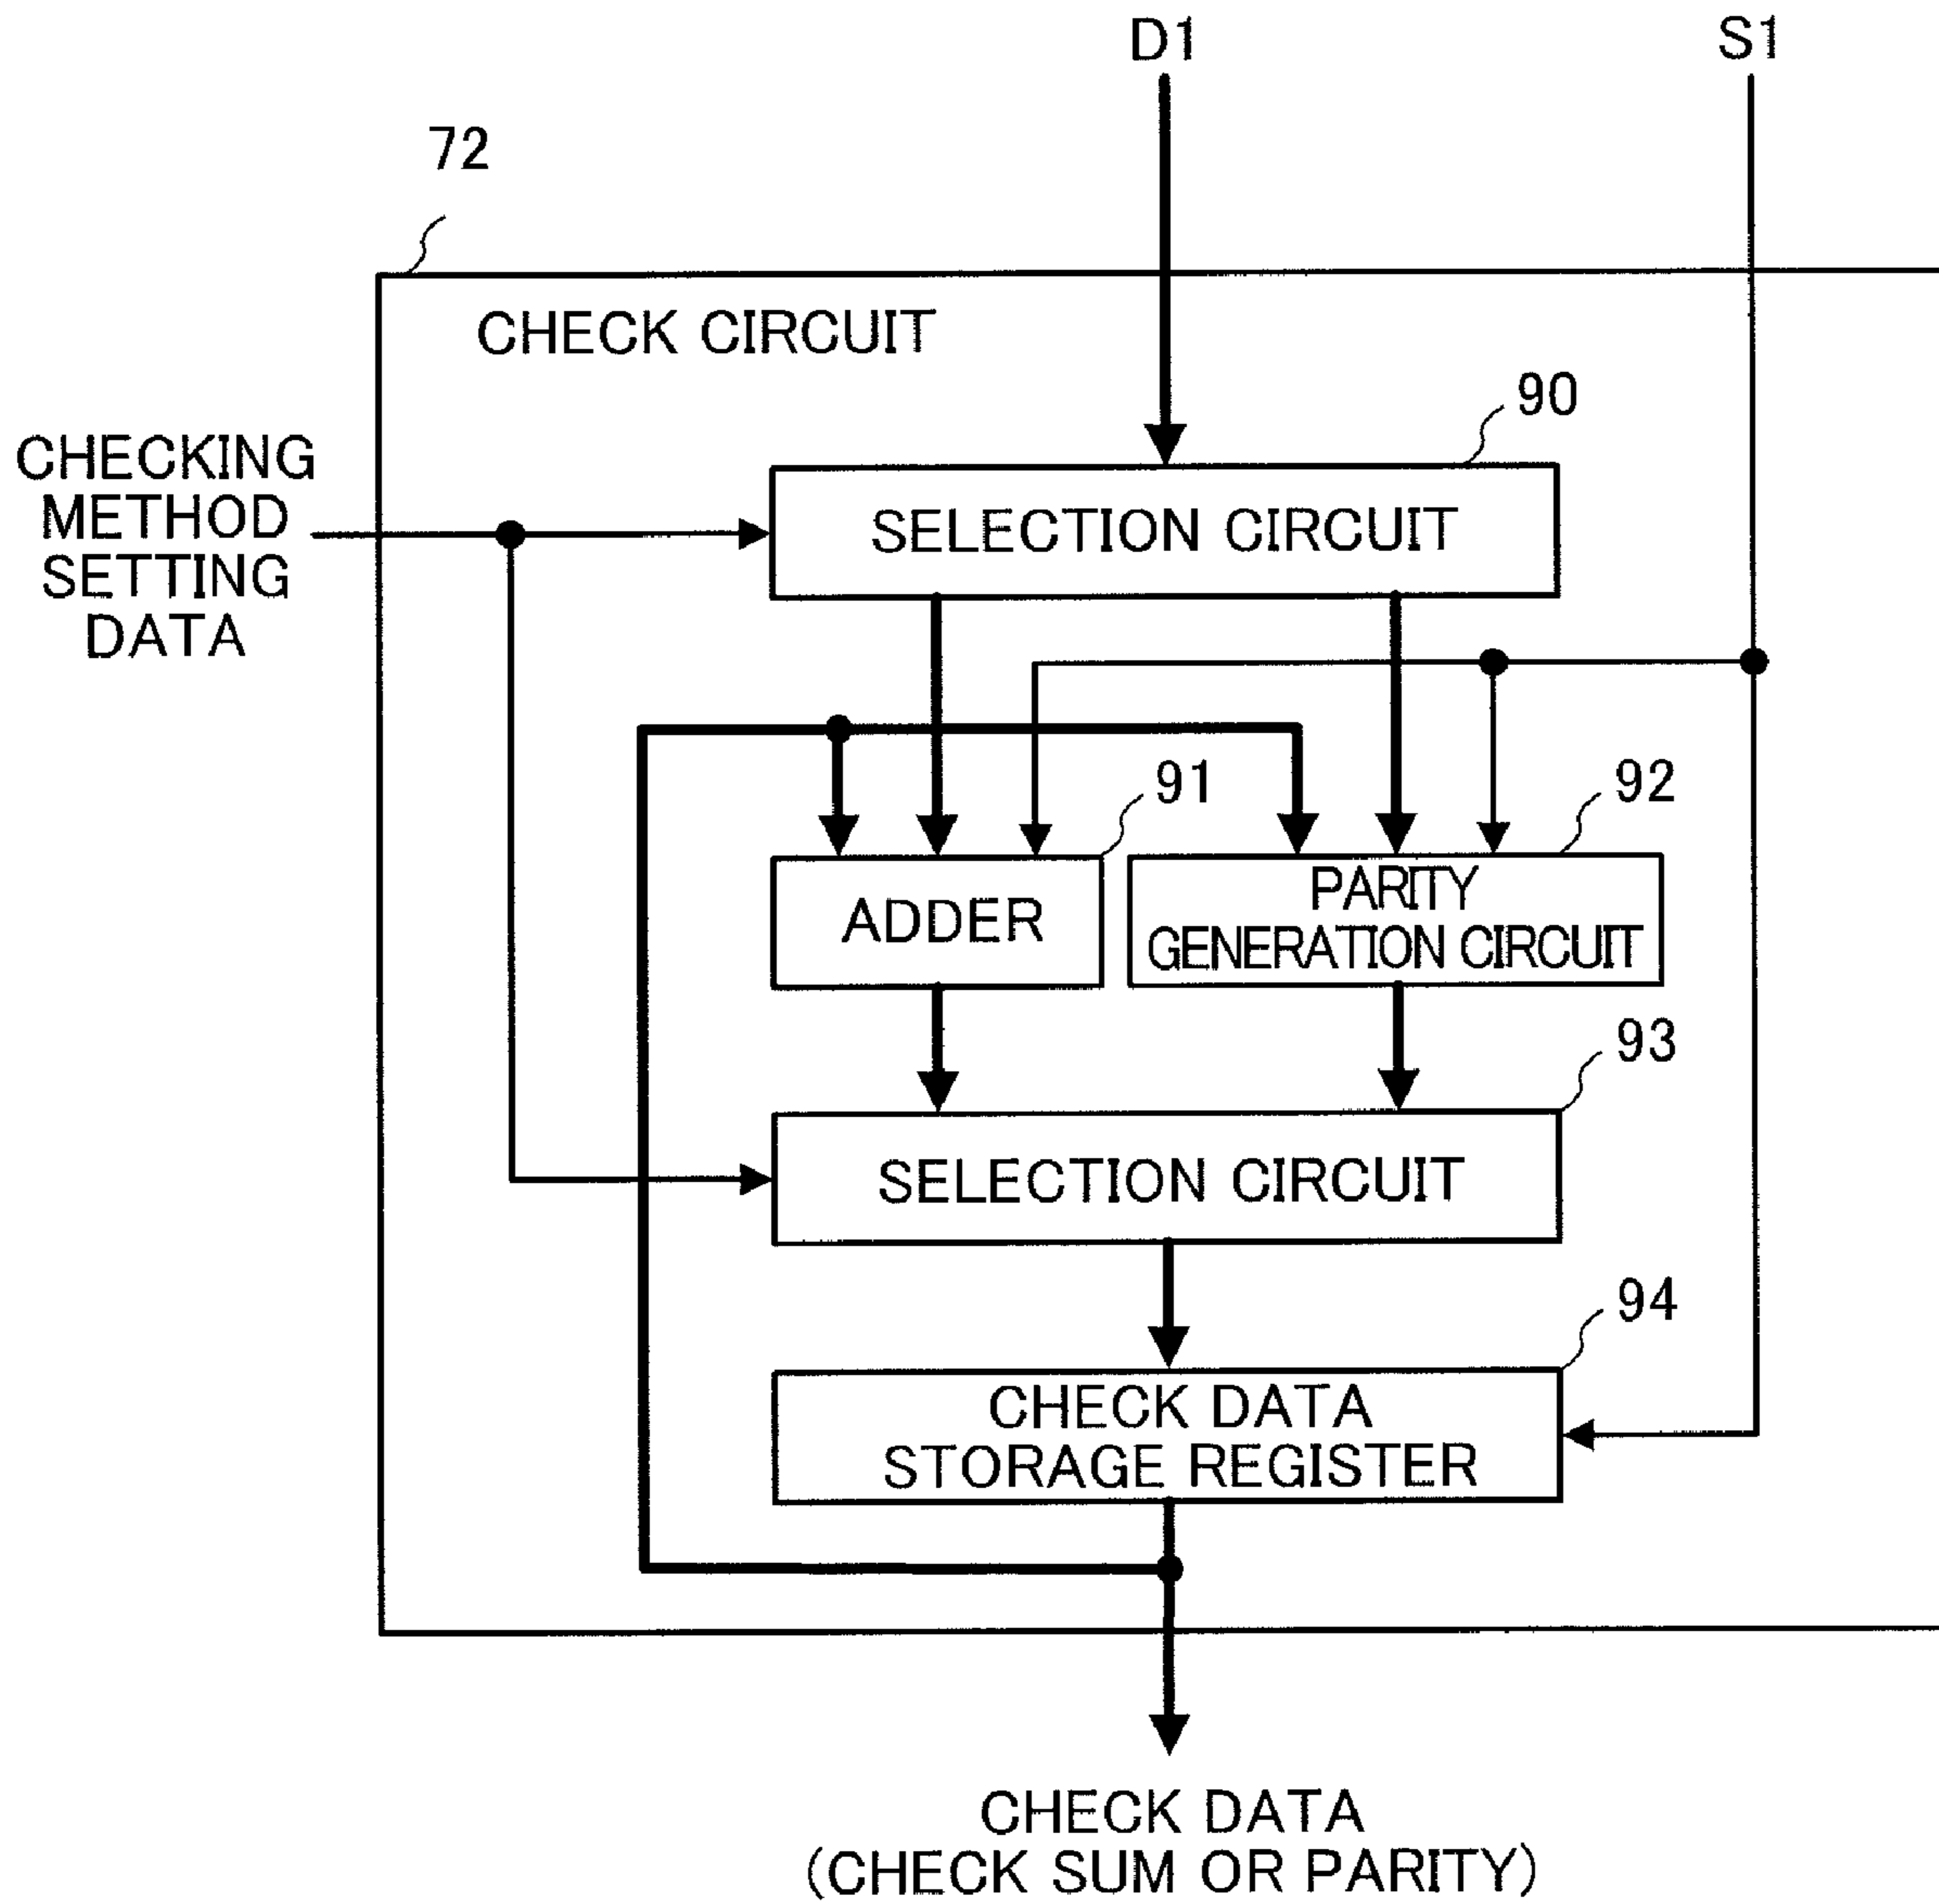 D1
S1
72
CHECK CIRCUIT
90
CHECKING
METHOD
SETTING
DATA
SELECTION CIRCUIT
91
92
ADDER
PARITY
GENERATION CIRCUIT
93
SELECTION CIRCUIT
94
CHECK DATA
STORAGE REGISTER
CHECK DATA
(CHECK SUM OR PARITY)